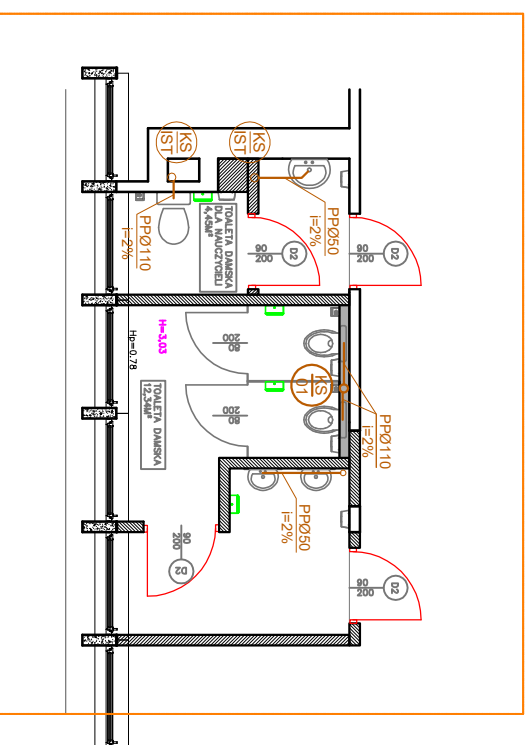 KS
IST
KS
IST
PPØ50
i=2%
PPØ110
i=2%
TOALETA DAMSKA
DLA NAUCZYCIELI
4,45M²
90
200
D2
90
200
D2
H=3,03
Hp=0.78
80
200
80
200
KS
01
PPØ110
i=2%
TOALETA DAMSKA
12,34M²
PPØ50
i=2%
90
200
D2
90
200
D2